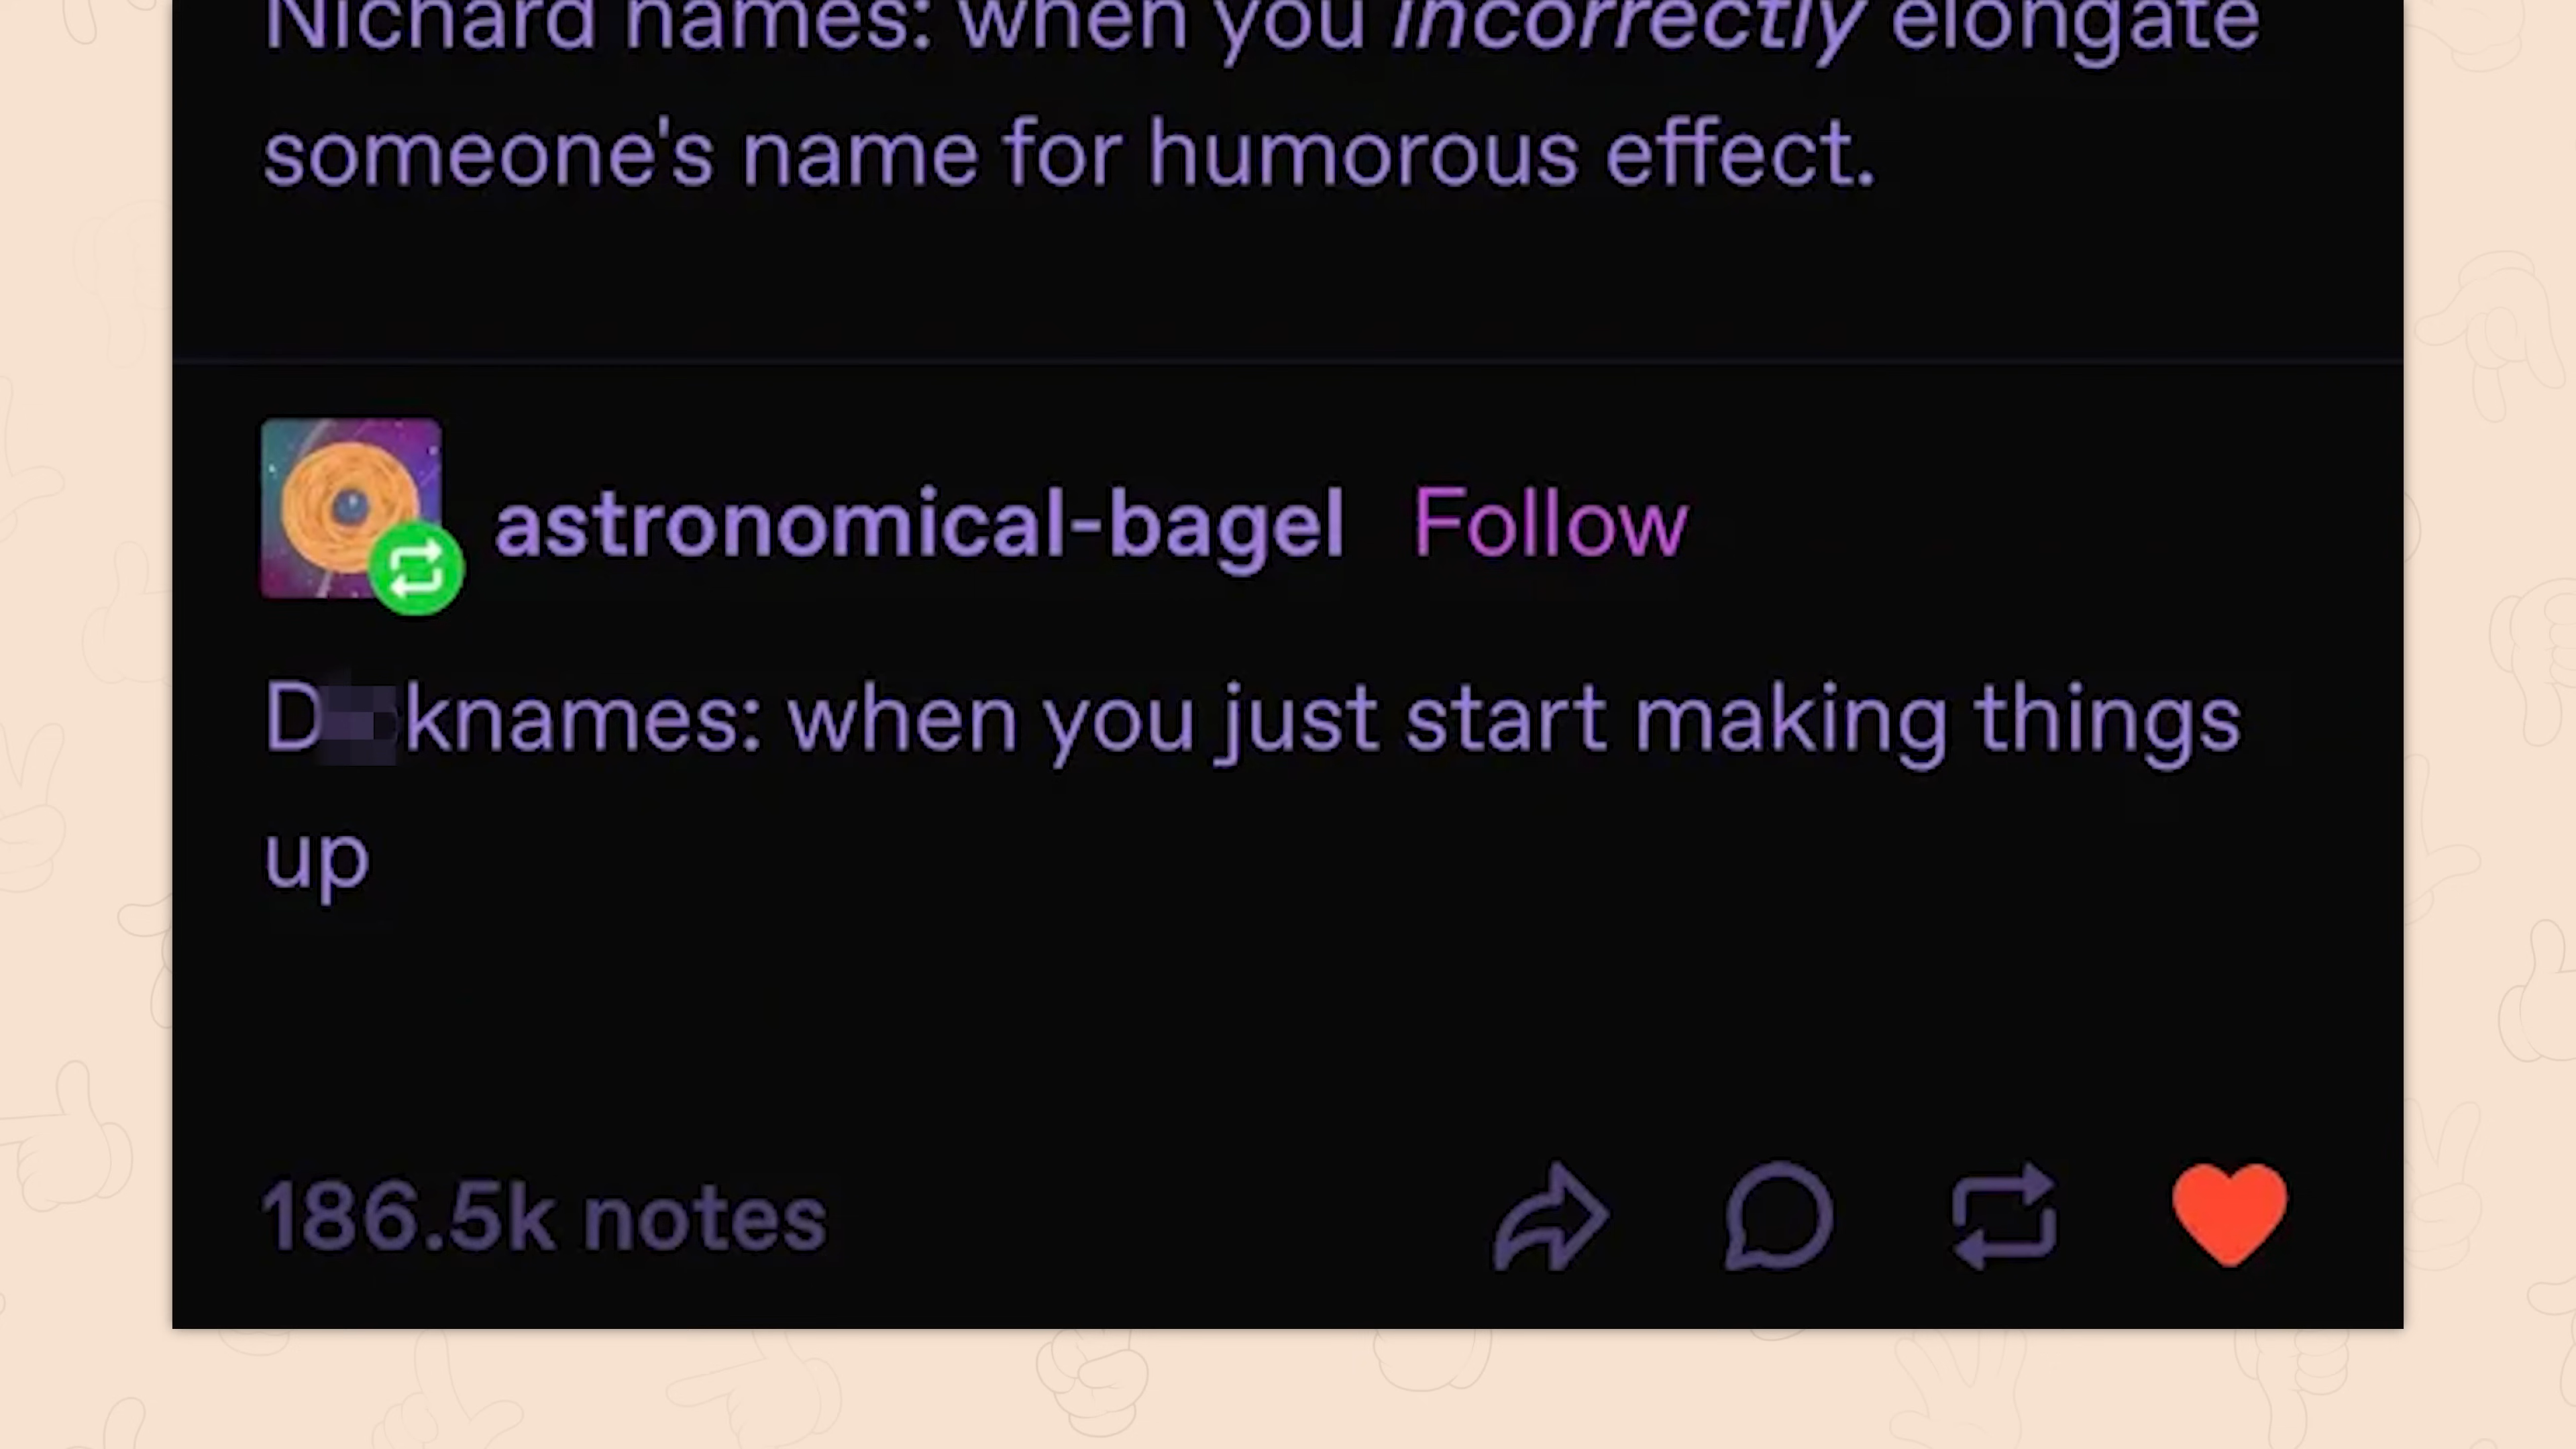 Nichard names: when you incorrectly elongate
someone's name for humorous effect.
astronomical-bagel Follow
when you just start making things
up
186.5k notes